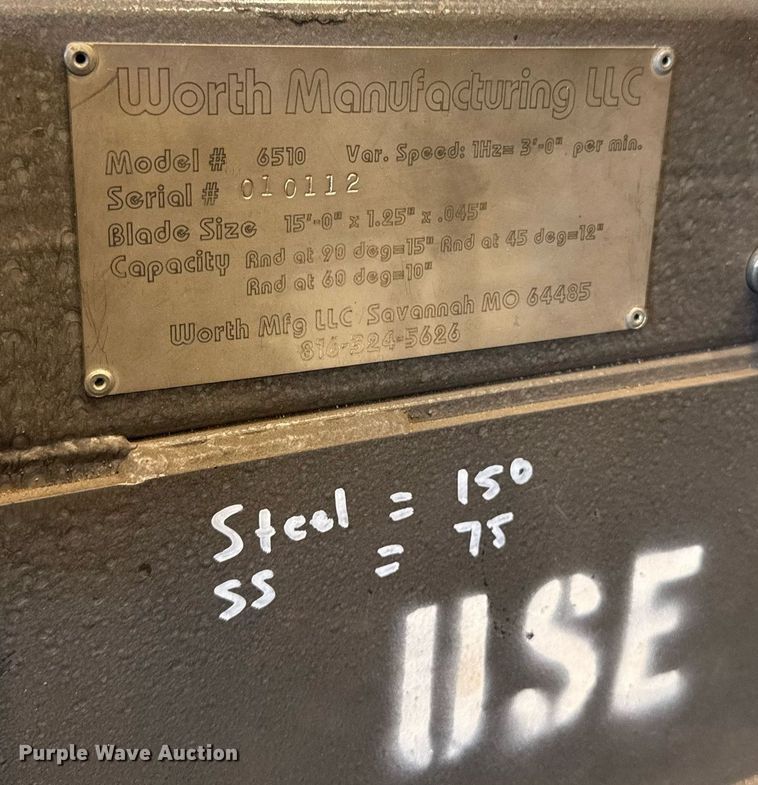 Worth Manufacturing LLC
Model # 6510 Var. Speed: 1Hz= 3'-0" per min.
Serial # 010112
Blade Size 15'-0" x 1.25" x .045"
Capacity Rnd at 90 deg=15" Rnd at 45 deg=12"
Rnd at 60 deg=10"
Worth Mfg LLC Savannah MO 64485
816-324-5626
Steel = 150
SS = 75
USE
Purple Wave Auction